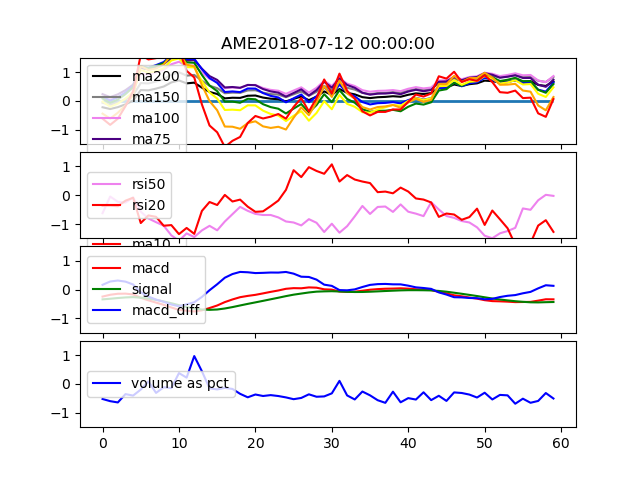 AME2018-07-12 00:00:00
1
0
−1
ma200
ma150
ma100
ma75
1
0
−1
rsi50
rsi20
ma10
1
0
−1
macd
signal
macd_diff
1
0
−1
volume as pct
0 10 20 30 40 50 60